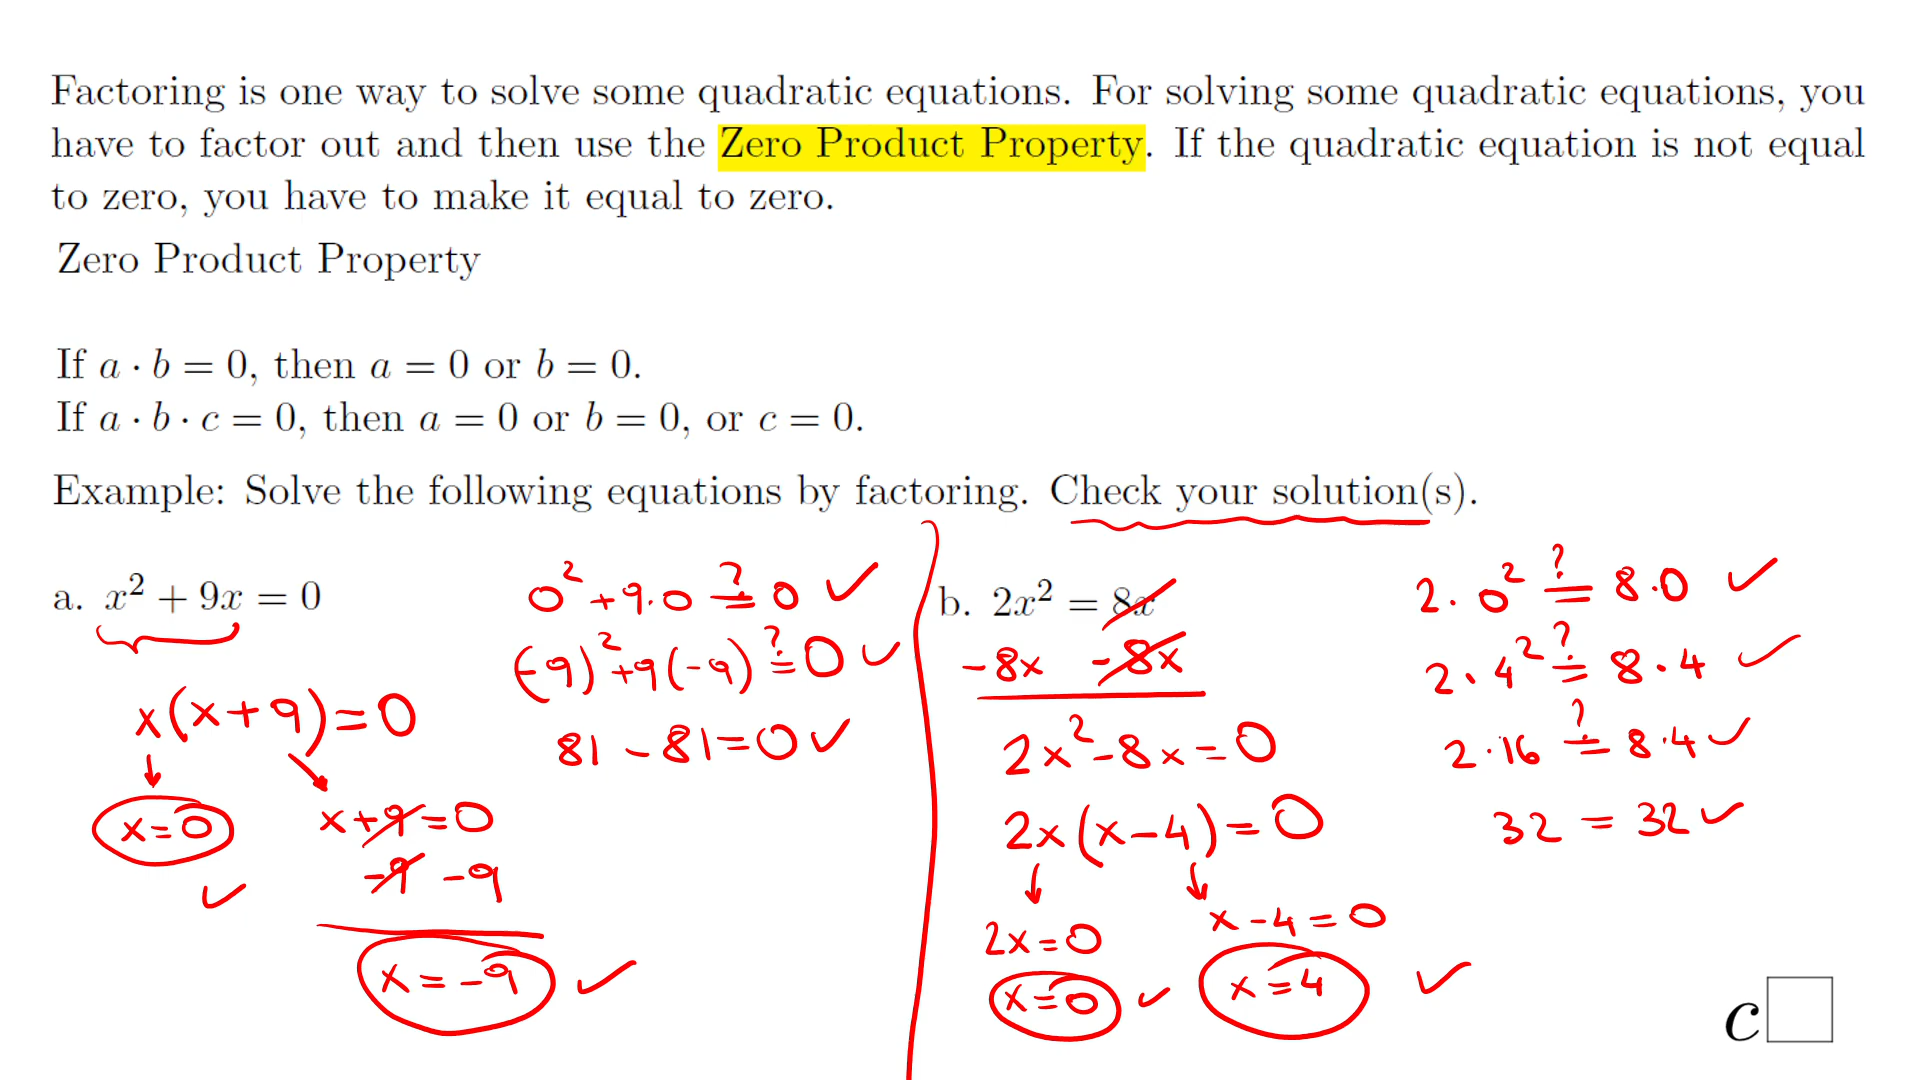 Factoring is one way to solve some quadratic equations. For solving some quadratic equations, you
have to factor out and then use the Zero Product Property. If the quadratic equation is not equal
to zero, you have to make it equal to zero.
Zero Product Property
If a · b = 0, then a = 0 or b = 0.
If a · b · c = 0, then a = 0 or b = 0, or c = 0.
Example: Solve the following equations by factoring. Check your solution(s).
a. x² + 9x = 0
x(x+9)=0
x=0 ✓
x+9=0
-9 -9
x=-9 ✓
0²+9·0 ≟ 0 ✓
(-9)²+9(-9) ≟ 0 ✓
81-81=0 ✓
b. 2x² = 8x
-8x -8x
2x²-8x=0
2x(x-4)=0
2x=0
x=0 ✓
x-4=0
x=4 ✓
2·0² ≟ 8·0 ✓
2·4² ≟ 8·4 ✓
2·16 ≟ 8·4 ✓
32=32 ✓
c